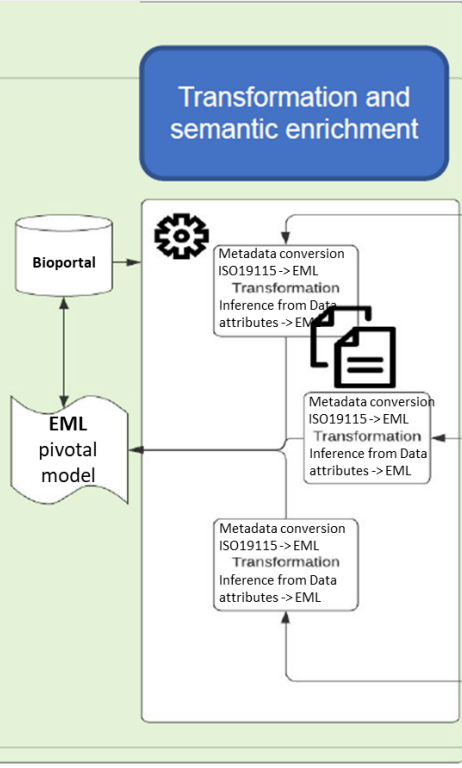 Transformation and
semantic enrichment
Bioportal
Metadata conversion
ISO19115 -> EML
Transformation
Inference from Data
attributes -> EML
Metadata conversion
ISO19115 -> EML
Transformation
Inference from Data
attributes -> EML
EML
pivotal
model
Metadata conversion
ISO19115 -> EML
Transformation
Inference from Data
attributes -> EML